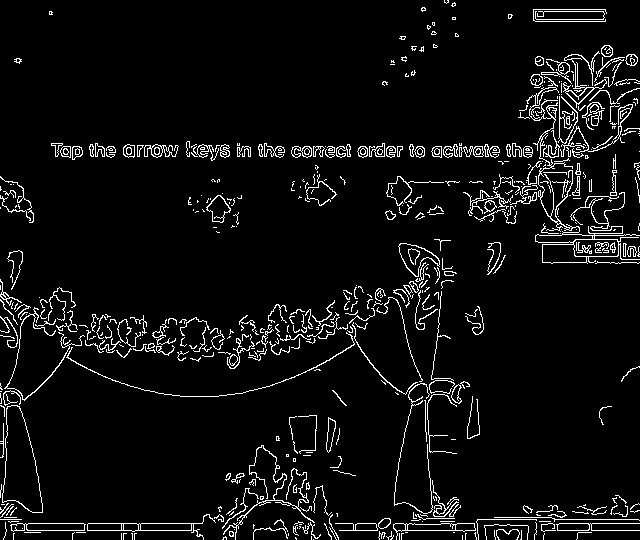 Tap the arrow keys in the correct order to activate the rune.
Lv. 224